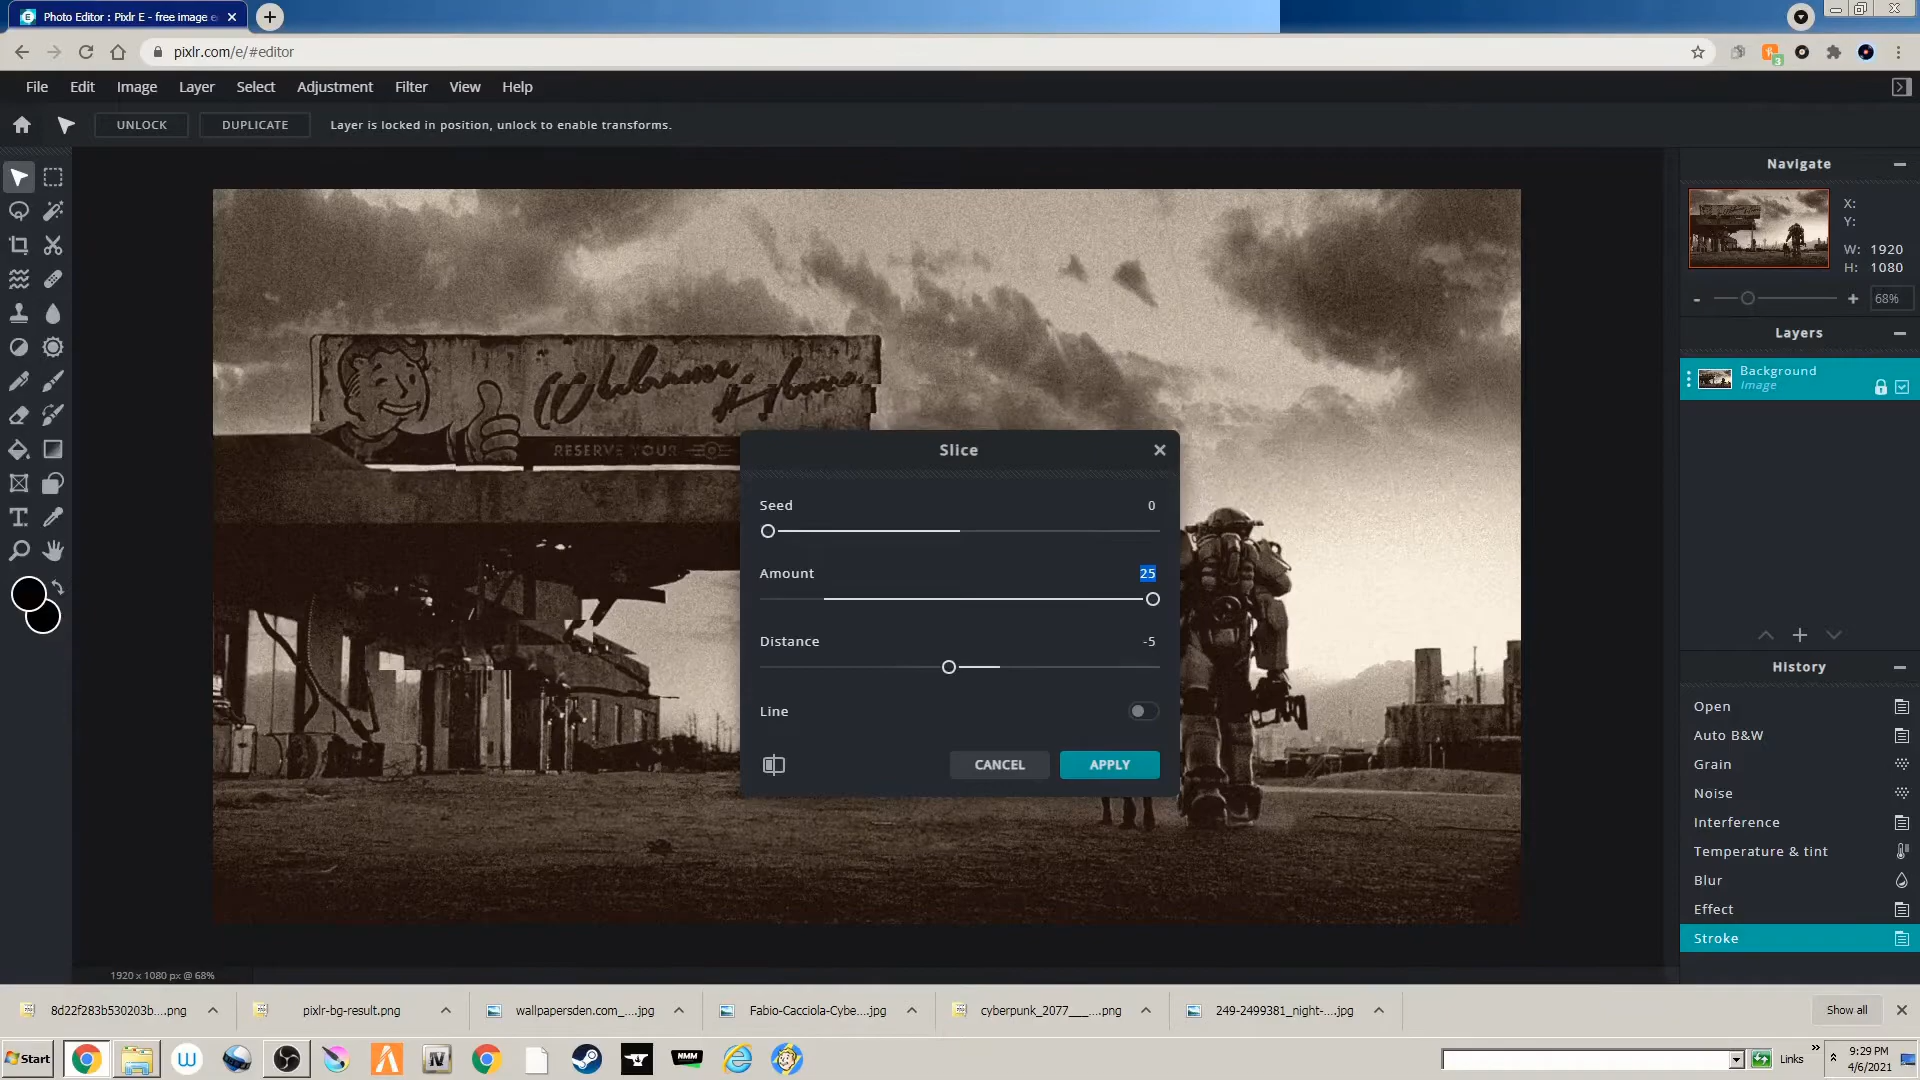 Photo Editor : Pixlr E - free image e
pixlr.com/e/#editor
3
File Edit Image Layer Select Adjustment Filter View Help
UNLOCK DUPLICATE Layer is locked in position, unlock to enable transforms.
Navigate
X:
Y:
W: 1920
H: 1080
68%
Layers
Background
Image
RESERVE YOUR
Slice
Seed 0
Amount 25
Distance -5
Line
CANCEL APPLY
History
Open
Auto B&W
Grain
Noise
Interference
Temperature & tint
Blur
Effect
Stroke
1920 x 1080 px @ 68%
8d22f283b530203b....png
pixlr-bg-result.png
wallpapersden.com_....jpg
Fabio-Cacciola-Cybe....jpg
cyberpunk_2077___....png
249-2499381_night-....jpg
Show all
Start
NMM
Links
9:29 PM
4/6/2021